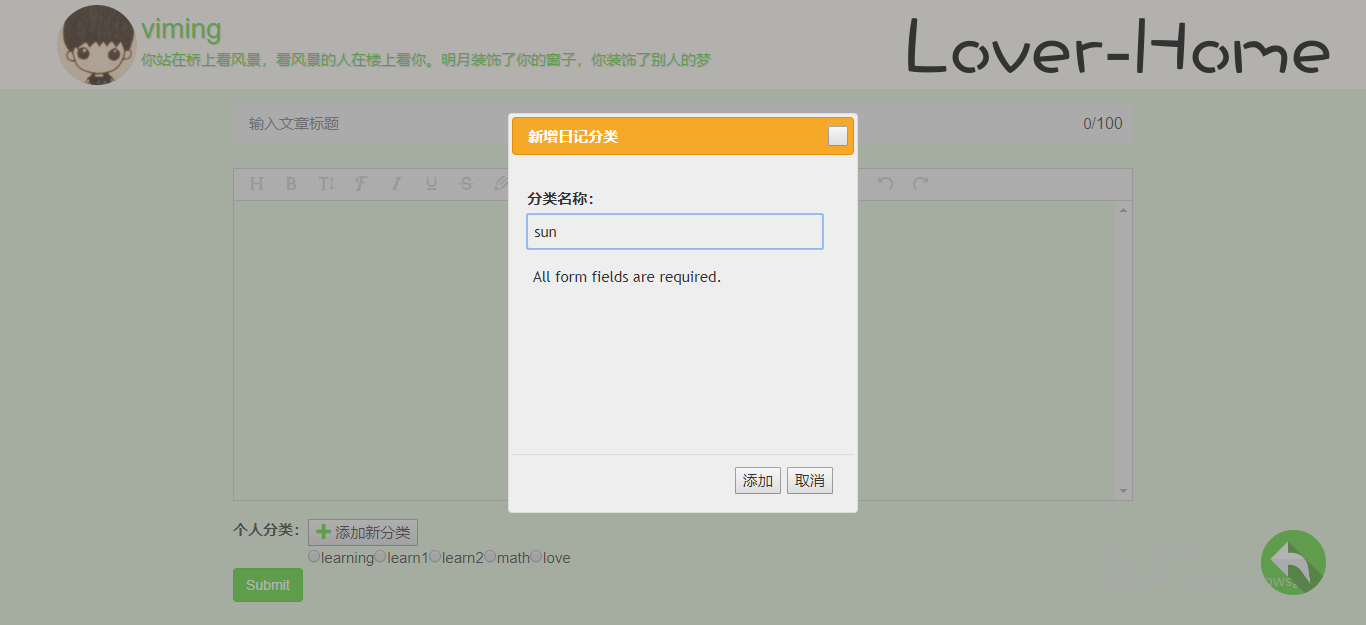 viming
你站在桥上看风景，看风景的人在楼上看你。明月装饰了你的窗子，你装饰了别人的梦
Lover-Home
输入文章标题
0/100
新增日记分类
分类名称：
sun
All form fields are required.
添加 取消
个人分类： 添加新分类
learning learn1 learn2 math love
Submit